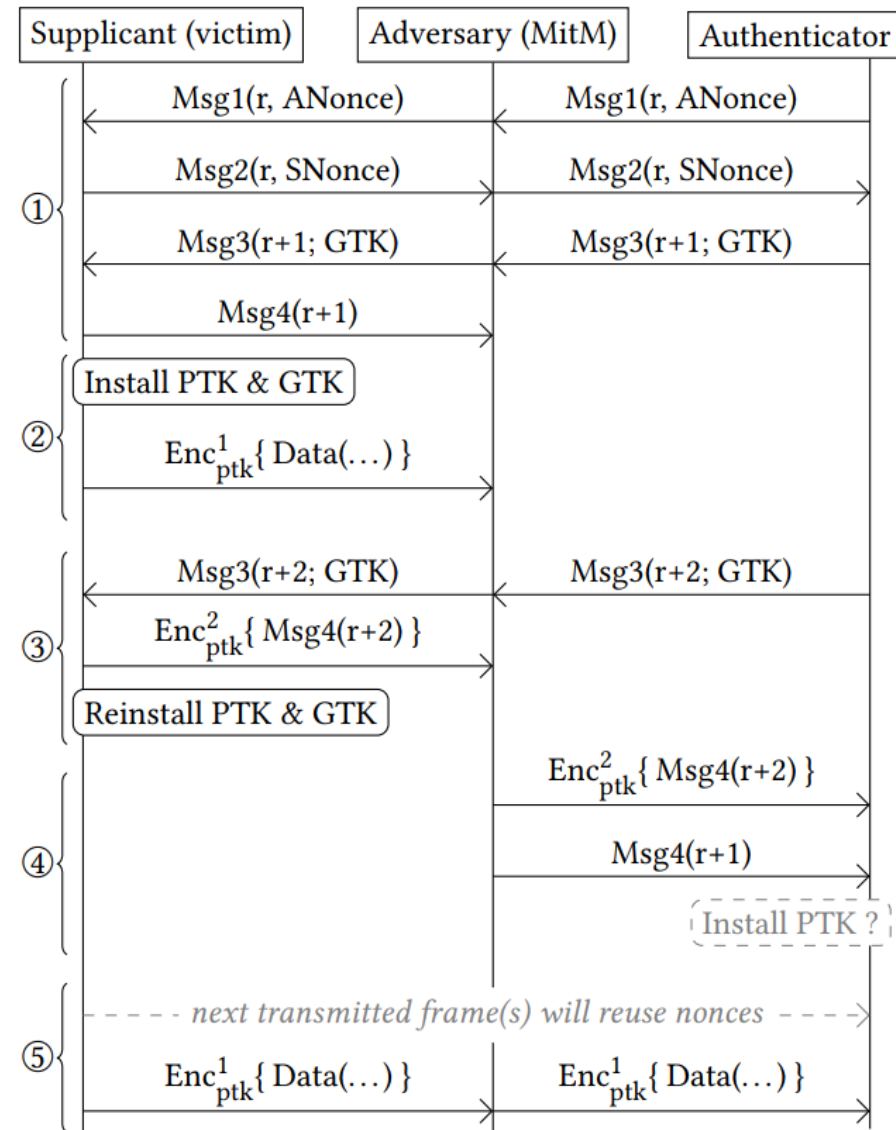 Supplicant (victim) Adversary (MitM) Authenticator
Msg1(r, ANonce) Msg1(r, ANonce)
Msg2(r, SNonce) Msg2(r, SNonce)
①
Msg3(r+1; GTK) Msg3(r+1; GTK)
Msg4(r+1)
Install PTK & GTK
②
Enc¹ptk{ Data(…) }
Msg3(r+2; GTK) Msg3(r+2; GTK)
Enc²ptk{ Msg4(r+2) }
③
Reinstall PTK & GTK
Enc²ptk{ Msg4(r+2) }
④
Msg4(r+1)
Install PTK ?
next transmitted frame(s) will reuse nonces
⑤
Enc¹ptk{ Data(…) } Enc¹ptk{ Data(…) }